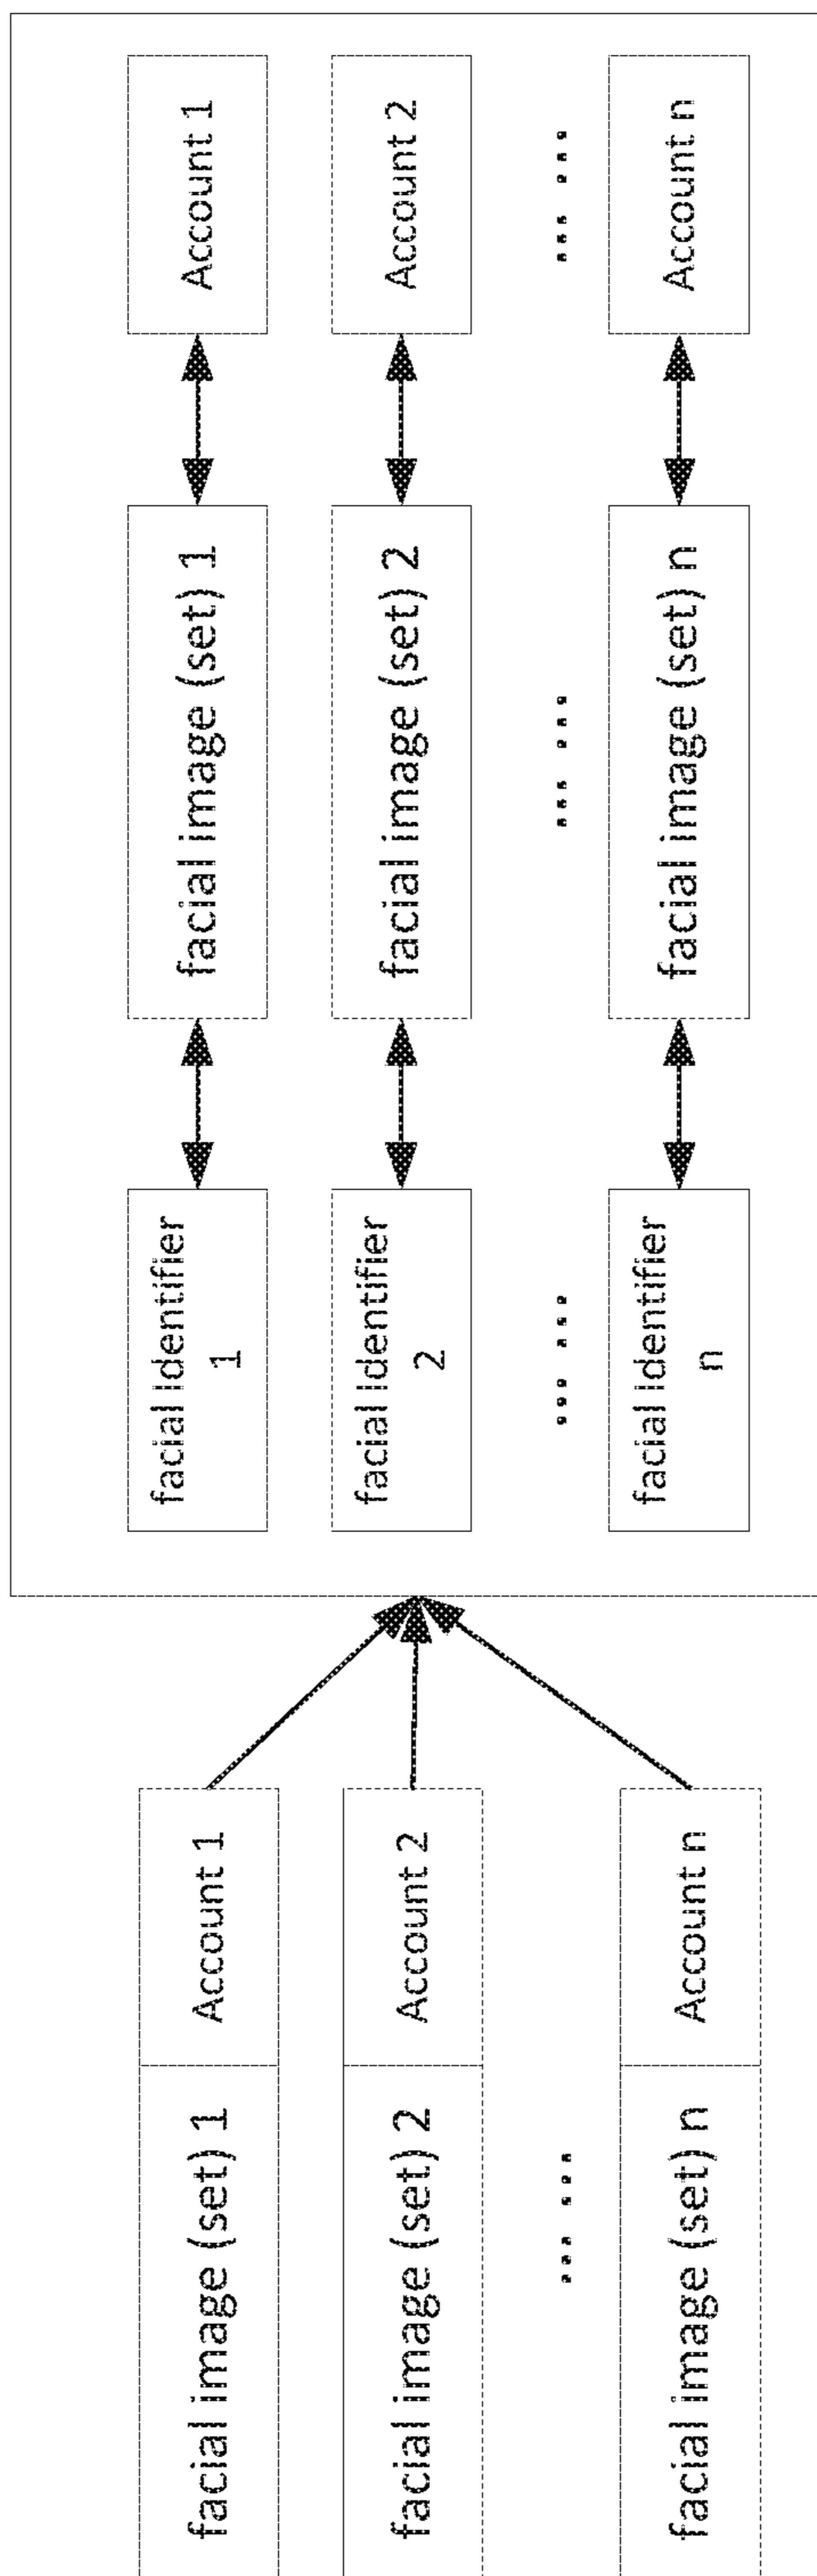 facial image (set) 1
Account 1
facial image (set) 2
Account 2
... ...
facial image (set) n
Account n
facial identifier
1
facial image (set) 1
Account 1
facial identifier
2
facial image (set) 2
Account 2
... ...
... ...
... ...
facial identifier
n
facial image (set) n
Account n